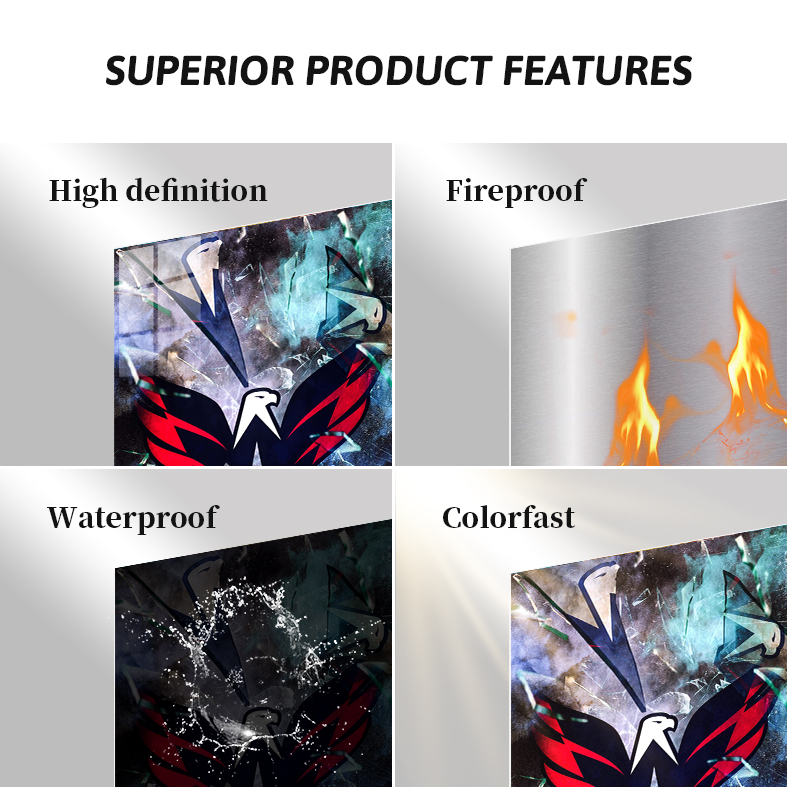 SUPERIOR PRODUCT FEATURES
High definition
Fireproof
Waterproof
Colorfast